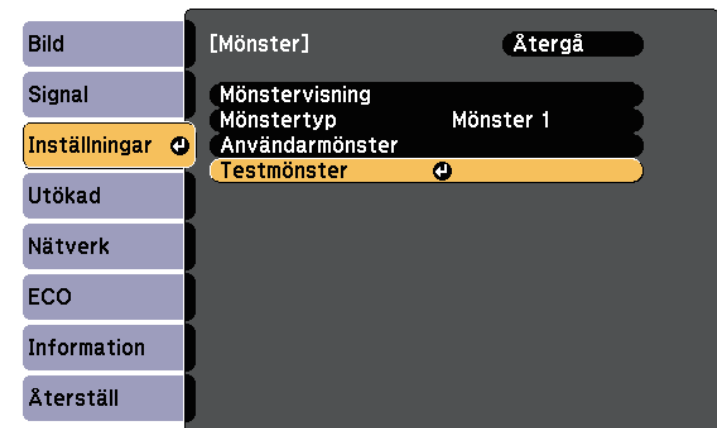 Bild
Signal
Inställningar
Utökad
Nätverk
ECO
Information
Återställ
[Mönster] Återgå
Mönstervisning
Mönstertyp Mönster 1
Användarmönster
Testmönster